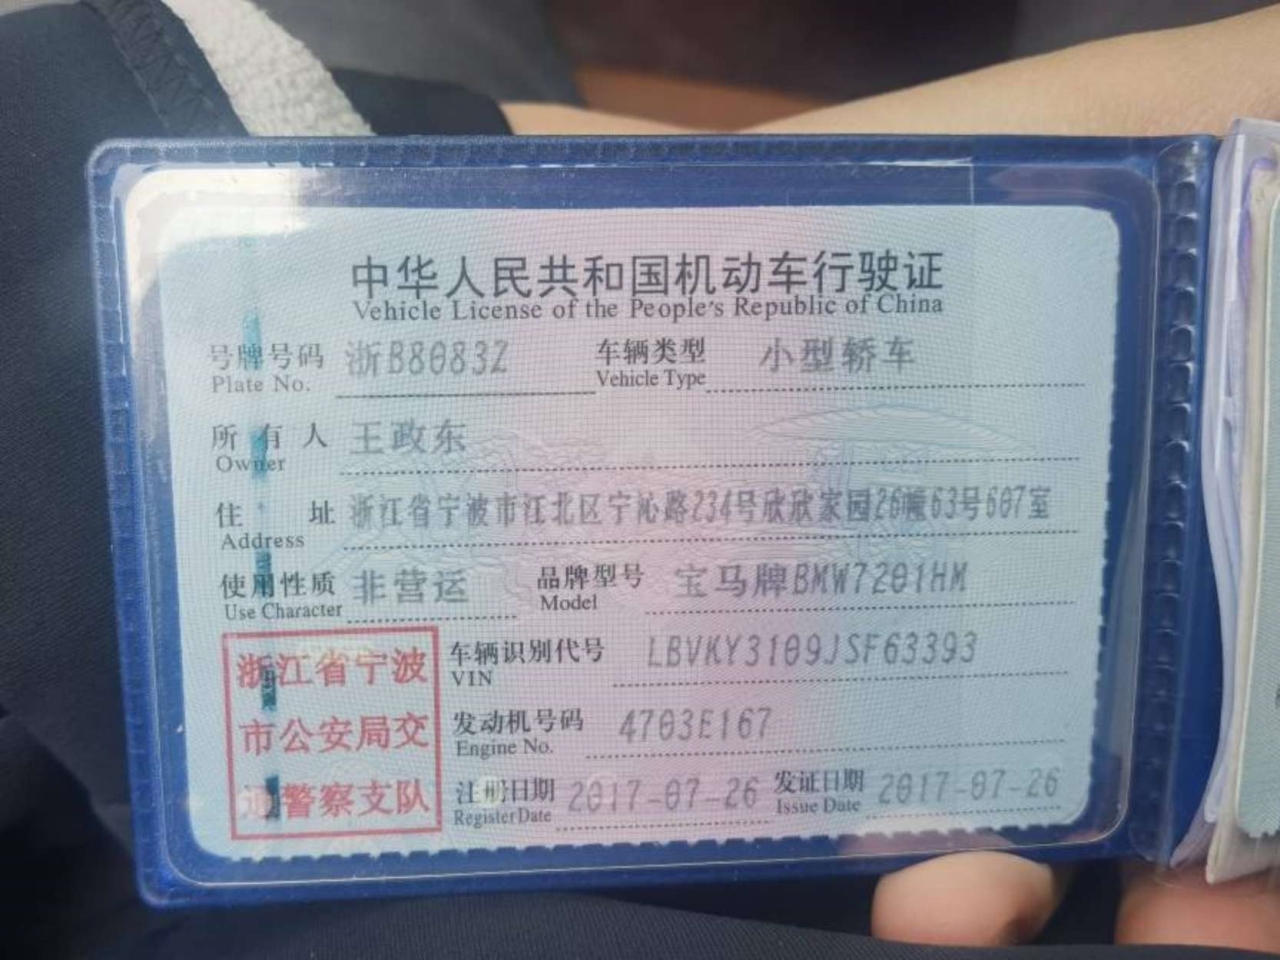 中华人民共和国机动车行驶证
Vehicle License of the People's Republic of China
号牌号码 浙B8083Z 车辆类型 小型轿车
Plate No. Vehicle Type
所有人 王政东
Owner
住址 浙江省宁波市江北区宁沁路234号欣欣家园26幢63号607室
Address
使用性质 非营运 品牌型号 宝马牌BMW7201HM
Use Character Model
浙江省宁波
市公安局交
通警察支队
车辆识别代号 LBVKY3109JSF63393
VIN
发动机号码 4703E167
Engine No.
注册日期 2017-07-26 发证日期 2017-07-26
Register Date Issue Date